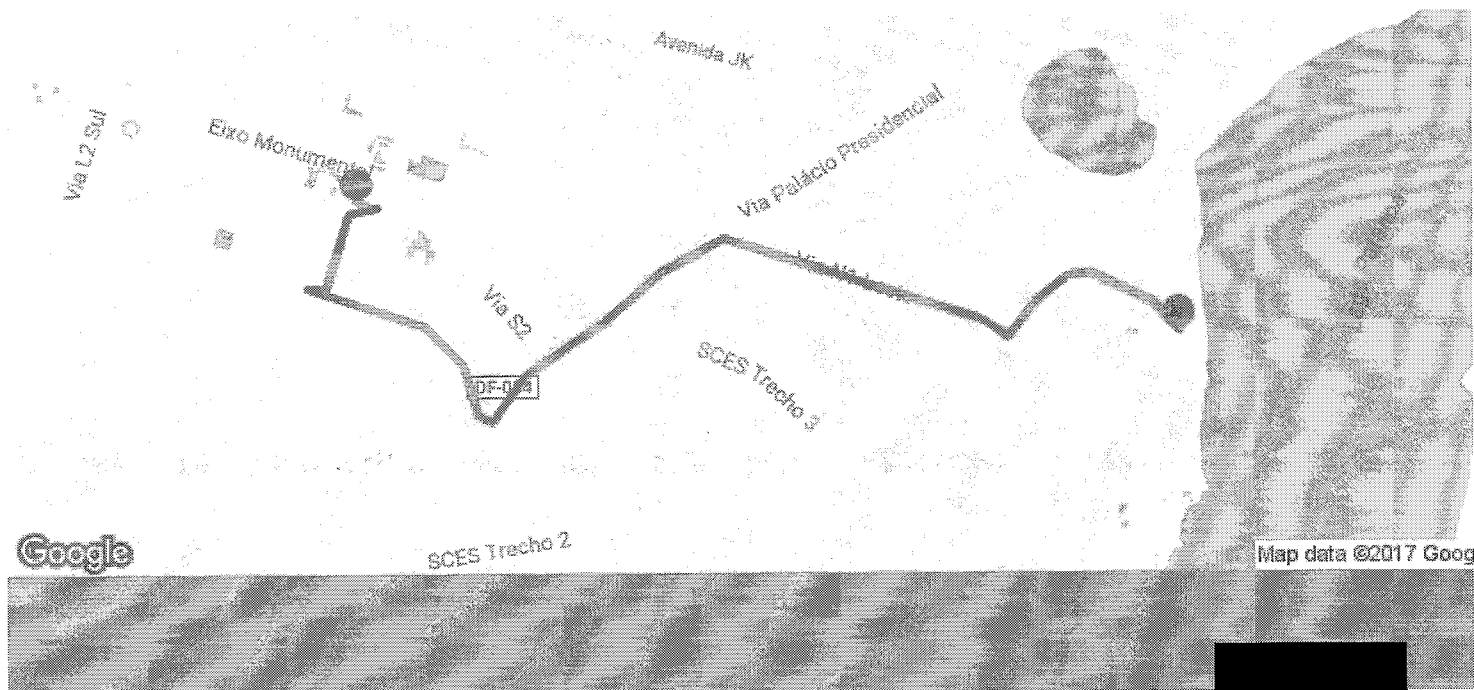 Avenida JK
Via L2 Sul
Eixo Monument
Via Palácio Presidencial
Via S2
SCES Trecho 3
SCES Trecho 2
Google
Map data ©2017 Goog